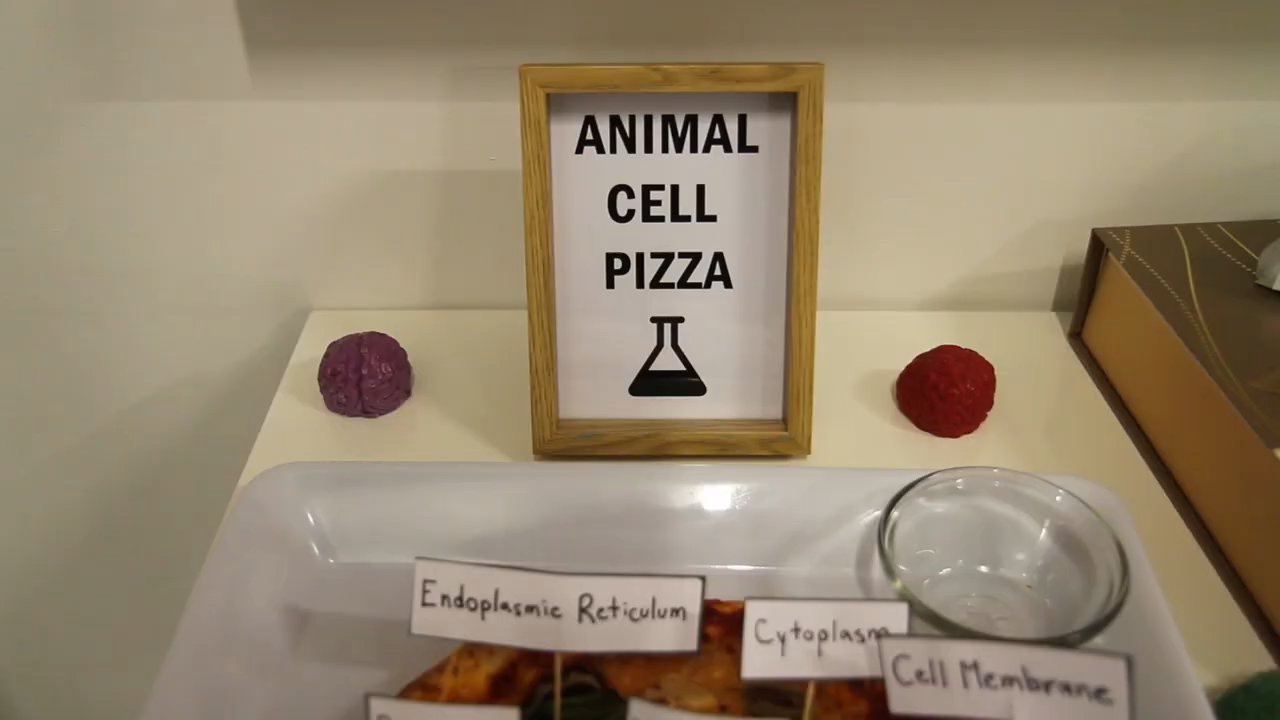 ANIMAL
CELL
PIZZA
Endoplasmic Reticulum
Cytoplasm
Cell Membrane